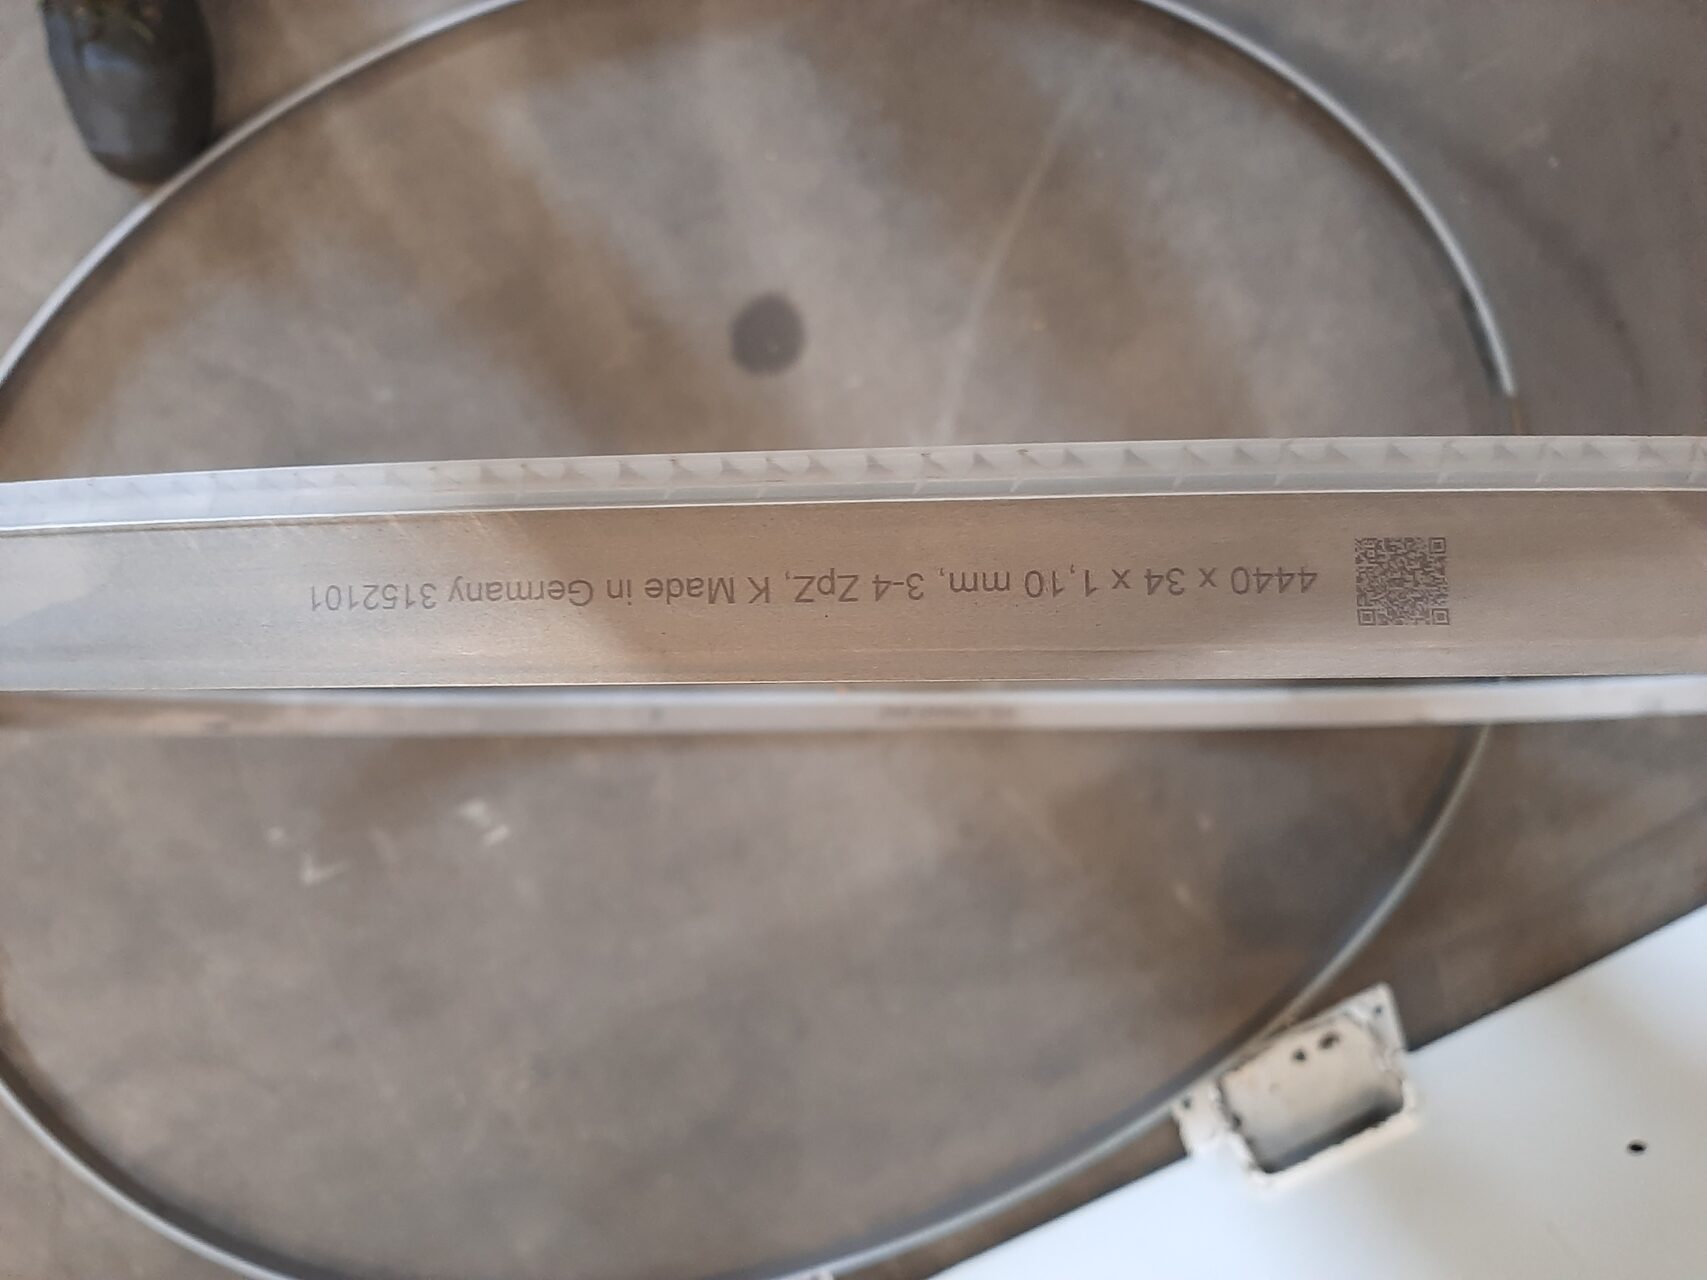 4440 x 34 x 1,10 mm, 3-4 ZpZ, K Made in Germany 3152101